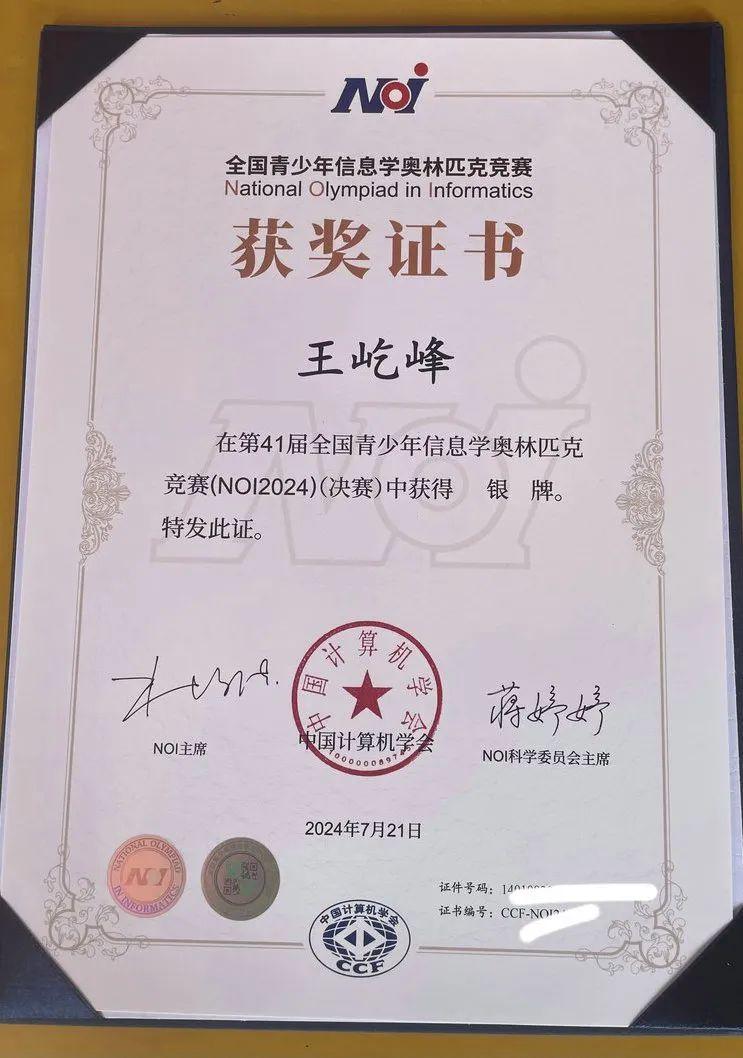 NOI
全国青少年信息学奥林匹克竞赛
National Olympiad in Informatics
获奖证书
王屹峰
在第41届全国青少年信息学奥林匹克
竞赛(NOI2024)(决赛)中获得 银 牌。
特发此证。
中国计算机学会
蒋婷婷
NOI主席
中国计算机学会
NOI科学委员会主席
2024年7月21日
NATIONAL OLYMPIAD
NOI
IN INFORMATICS
证件号码：
证书编号：CCF-NOI
中国计算机学会
CCF